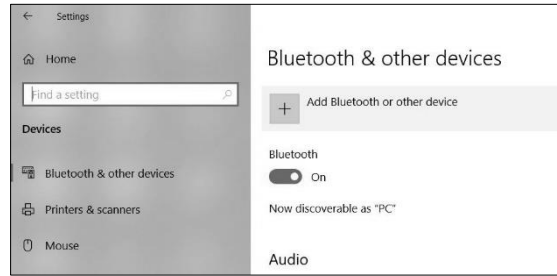 Settings
Home
Find a setting
Devices
Bluetooth & other devices
Printers & scanners
Mouse
Bluetooth & other devices
Add Bluetooth or other device
Bluetooth
On
Now discoverable as “PC”
Audio